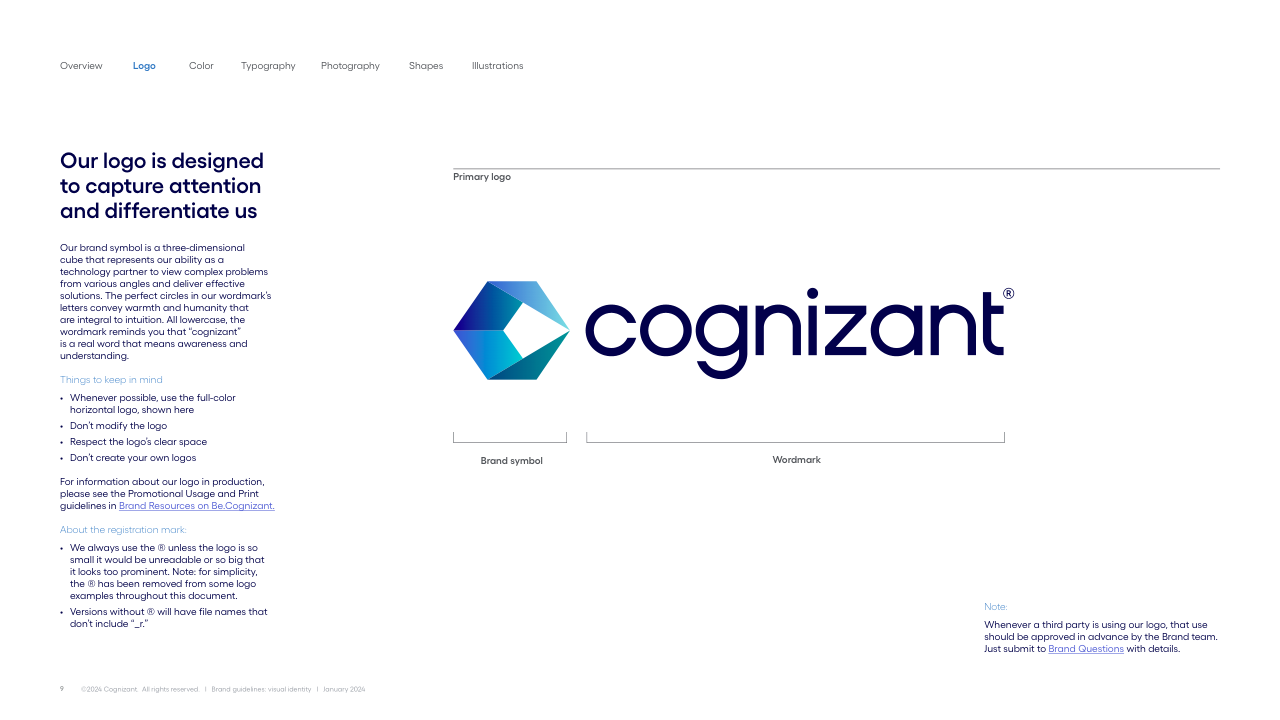 Overview Logo Color Typography Photography Shapes Illustrations
Our logo is designed
to capture attention
and differentiate us
Our brand symbol is a three-dimensional
cube that represents our ability as a
technology partner to view complex problems
from various angles and deliver effective
solutions. The perfect circles in our wordmark’s
letters convey warmth and humanity that
are integral to intuition. All lowercase, the
wordmark reminds you that “cognizant”
is a real word that means awareness and
understanding.
Things to keep in mind
• Whenever possible, use the full-color
horizontal logo, shown here
• Don’t modify the logo
• Respect the logo’s clear space
• Don’t create your own logos
For information about our logo in production,
please see the Promotional Usage and Print
guidelines in Brand Resources on Be.Cognizant.
About the registration mark:
• We always use the ® unless the logo is so
small it would be unreadable or so big that
it looks too prominent. Note: for simplicity,
the ® has been removed from some logo
examples throughout this document.
• Versions without ® will have file names that
don’t include “_r.”
Primary logo
cognizant®
Brand symbol
Wordmark
Note:
Whenever a third party is using our logo, that use
should be approved in advance by the Brand team.
Just submit to Brand Questions with details.
9 ©2024 Cognizant. All rights reserved. | Brand guidelines: visual identity | January 2024